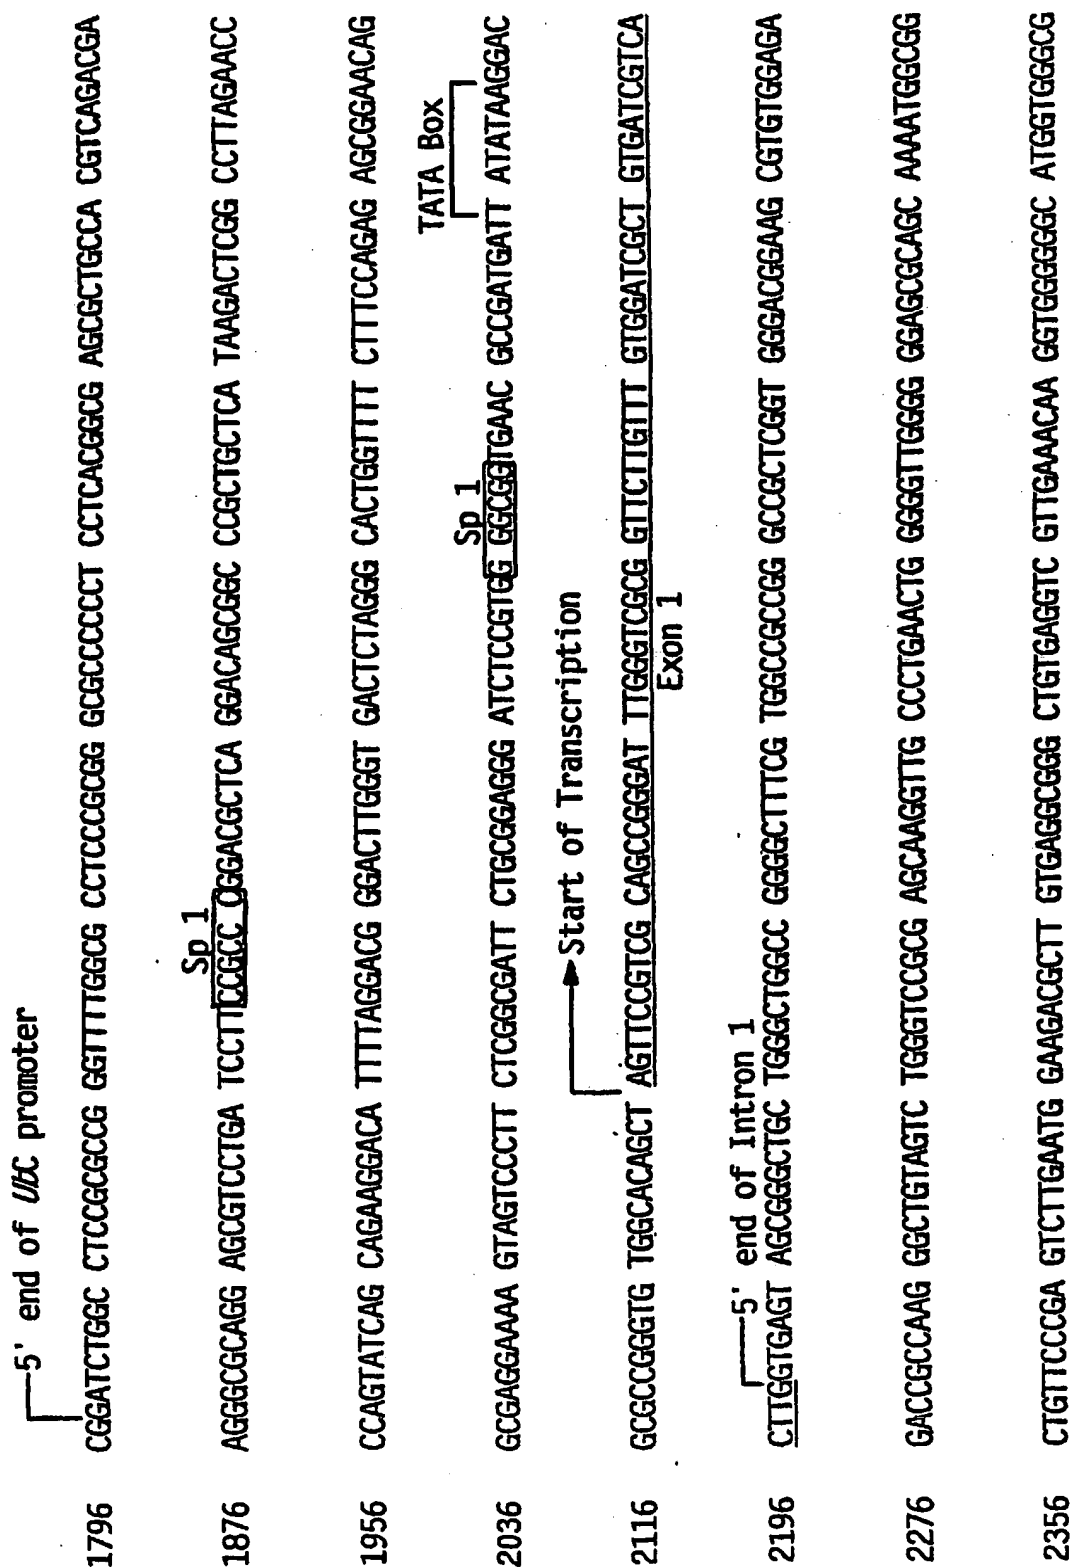 5' end of UbC promoter
1796 CGGATCTGGC CTCCGCGCCG GGTTTTGGCG CCTCCCGCGG GCGCCCCCCT CCTCACGGCG AGCGCTGCCA CGTCAGACGA
Sp 1
1876 AGGGCGCAGG AGCGTCCTGA TCCTTCCGCC CGGACGCTCA GGACAGCGGC CCGCTGCTCA TAAGACTCGG CCTTAGAACC
1956 CCAGTATCAG CAGAAGGACA TTTTAGGACG GGACTTGGGT GACTCTAGGG CACTGGTTTT CTTTCCAGAG AGCGGAACAG
Sp 1 TATA Box
2036 GCGAGGAAAA GTAGTCCCTT CTCGGCGATT CTGCGGAGGG ATCTCCGTGG GGCGGTGAAC GCCGATGATT ATATAAGGAC
Start of Transcription
2116 GCGCCGGGTG TGGCACAGCT AGTTCCGTCG CAGCCGGGAT TTGGGTCGCG GTTCTTGTTT GTGGATCGCT GTGATCGTCA
Exon 1
5' end of Intron 1
2196 CTTGGTGAGT AGCGGGCTGC TGGGCTGGCC GGGGCTTTCG TGGCCGCCGG GCCGCTCGGT GGGACGGAAG CGTGTGGAGA
2276 GACCGCCAAG GGCTGTAGTC TGGGTCCGCG AGCAAGGTTG CCCTGAACTG GGGGTTGGGG GGAGCGCAGC AAAATGGCGG
2356 CTGTTCCCGA GTCTTGAATG GAAGACGCTT GTGAGGCGGG CTGTGAGGTC GTTGAAACAA GGTGGGGGGC ATGGTGGGCG